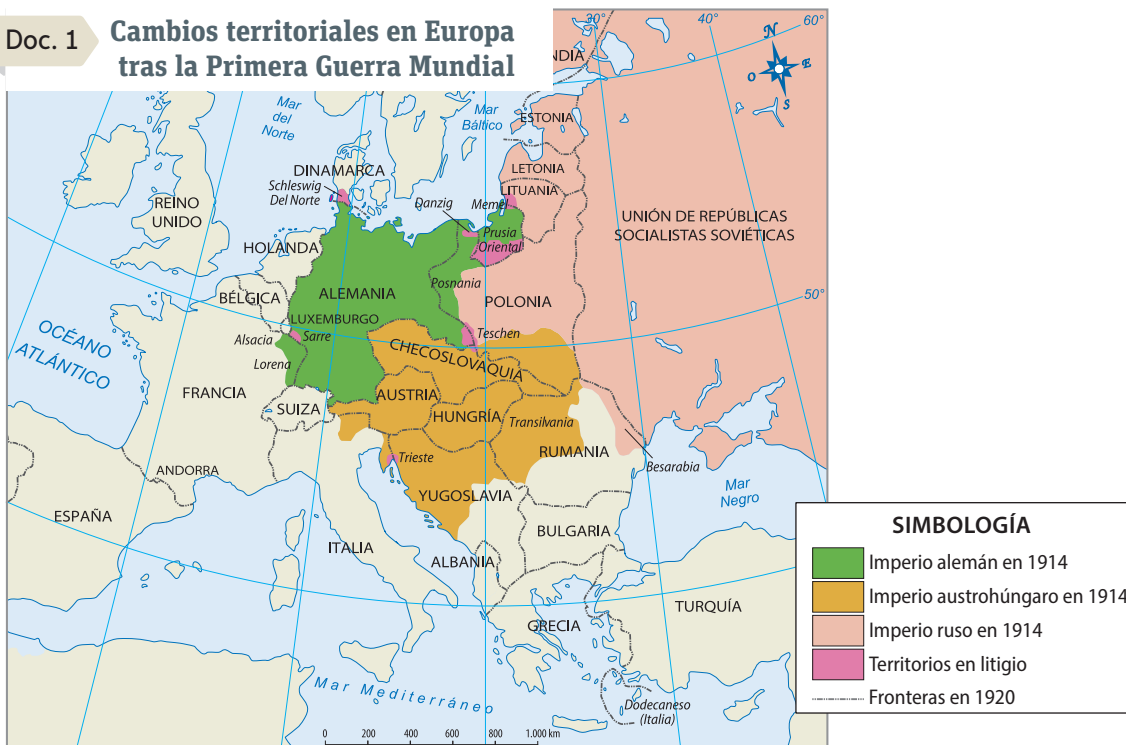 Doc. 1
Cambios territoriales en Europa
tras la Primera Guerra Mundial
20°
40°
60°
NDIA
N
O
E
S
Mar
del
Norte
Mar
Báltico
ESTONIA
LETONIA
LITUANIA
DINAMARCA
Schleswig
Del Norte
Danzig
Memel
Prusia
Oriental
REINO
UNIDO
UNIÓN DE REPÚBLICAS
SOCIALISTAS SOVIÉTICAS
HOLANDA
Posnania
BÉLGICA
ALEMANIA
POLONIA
50°
LUXEMBURGO
OCÉANO
ATLÁNTICO
Alsacia
Sarre
Teschen
Lorena
CHECOSLOVAQUIA
FRANCIA
SUIZA
AUSTRIA
HUNGRÍA
Transilvania
RUMANIA
Besarabia
Trieste
ANDORRA
YUGOSLAVIA
Mar
Negro
ESPAÑA
ITALIA
BULGARIA
ALBANIA
TURQUÍA
GRECIA
Mar Mediterráneo
Dodecaneso
(Italia)
0 200 400 600 800 1.000 km
SIMBOLOGÍA
Imperio alemán en 1914
Imperio austrohúngaro en 1914
Imperio ruso en 1914
Territorios en litigio
Fronteras en 1920